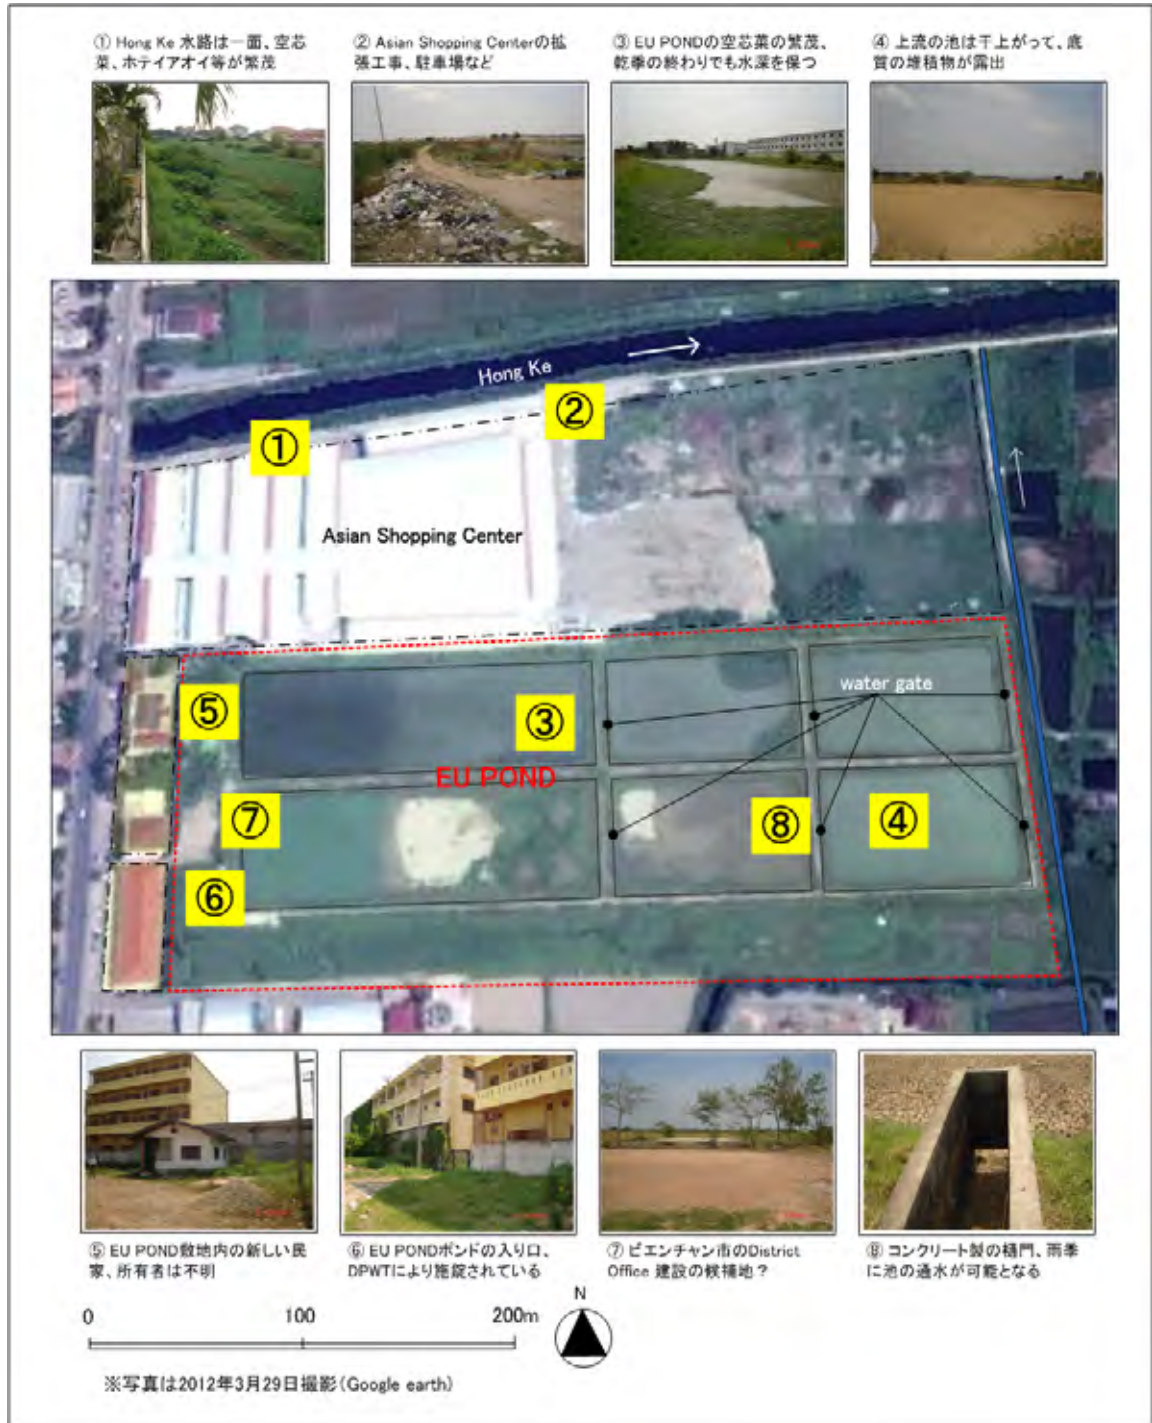 ① Hong Ke 水路は一面、空芯
菜、ホテイアオイ等が繁茂
② Asian Shopping Centerの拡
張工事、駐車場など
③ EU PONDの空芯菜の繁茂、
乾季の終わりでも水深を保つ
④ 上流の池は干上がって、底
質の堆積物が露出
Hong Ke
①
②
Asian Shopping Center
water gate
⑤
③
EU POND
⑦
⑧
④
⑥
⑤ EU POND敷地内の新しい民
家、所有者は不明
⑥ EU PONDポンドの入り口、
DPWTにより施錠されている
⑦ ビエンチャン市のDistrict
Office 建設の候補地？
⑧ コンクリート製の樋門、雨季
に池の通水が可能となる
0 100 200m
N
※写真は2012年3月29日撮影(Google earth)